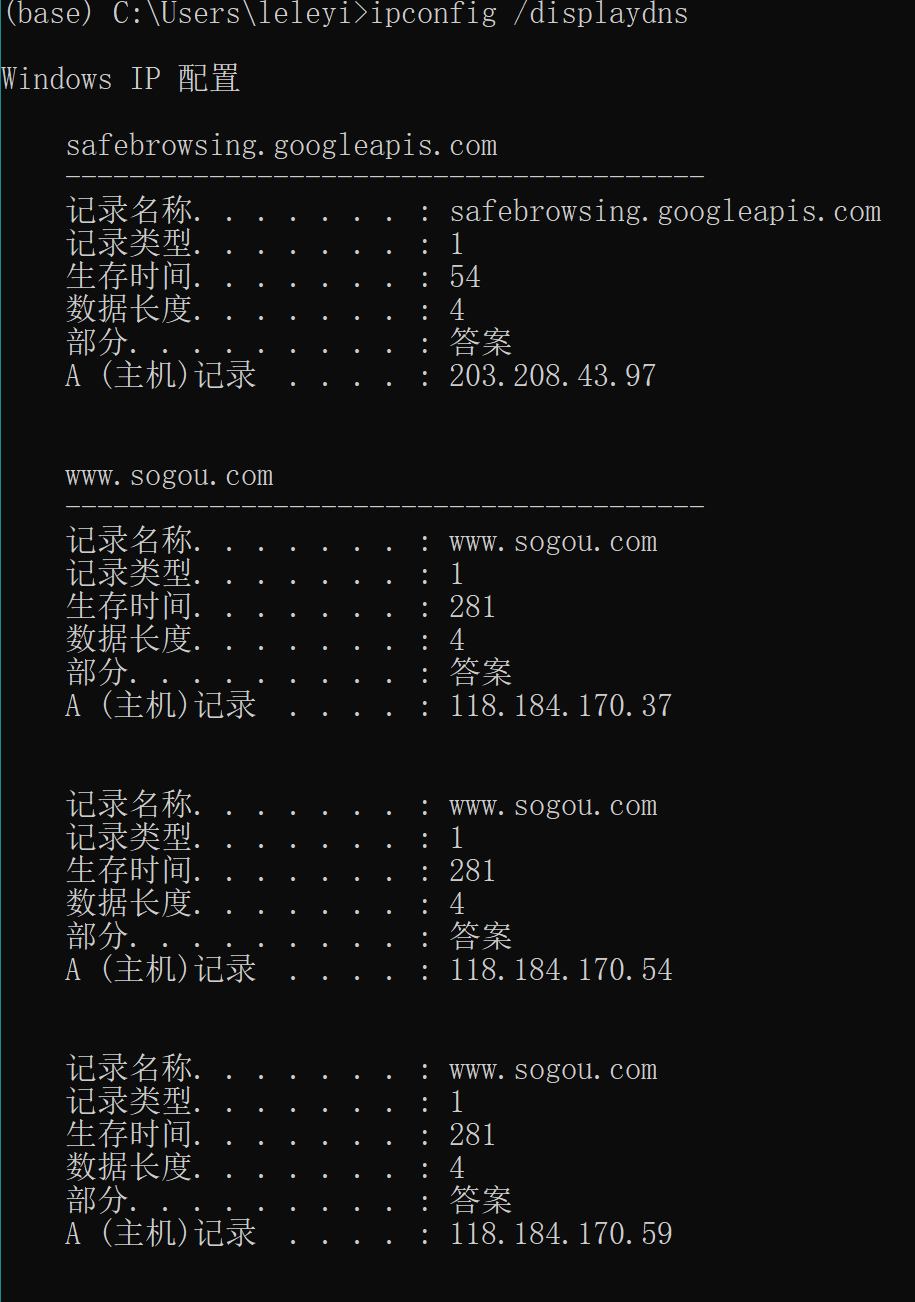 (base) C:\Users\leleyi>ipconfig /displaydns
Windows IP 配置
safebrowsing.googleapis.com
----------------------------------------
记录名称. . . . . . . : safebrowsing.googleapis.com
记录类型. . . . . . . : 1
生存时间. . . . . . . : 54
数据长度. . . . . . . : 4
部分. . . . . . . . . : 答案
A (主机)记录 . . . . : 203.208.43.97
www.sogou.com
----------------------------------------
记录名称. . . . . . . : www.sogou.com
记录类型. . . . . . . : 1
生存时间. . . . . . . : 281
数据长度. . . . . . . : 4
部分. . . . . . . . . : 答案
A (主机)记录 . . . . : 118.184.170.37
记录名称. . . . . . . : www.sogou.com
记录类型. . . . . . . : 1
生存时间. . . . . . . : 281
数据长度. . . . . . . : 4
部分. . . . . . . . . : 答案
A (主机)记录 . . . . : 118.184.170.54
记录名称. . . . . . . : www.sogou.com
记录类型. . . . . . . : 1
生存时间. . . . . . . : 281
数据长度. . . . . . . : 4
部分. . . . . . . . . : 答案
A (主机)记录 . . . . : 118.184.170.59